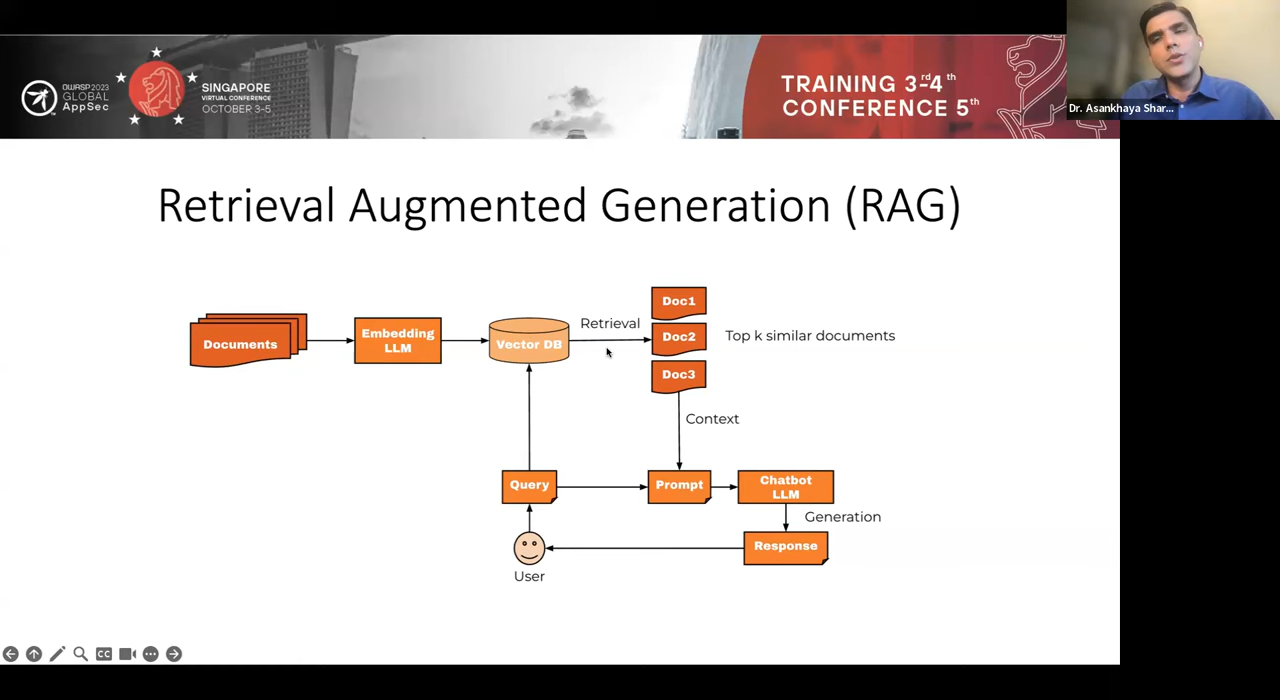 OWASP 2023
GLOBAL
AppSec
SINGAPORE
VIRTUAL CONFERENCE
OCTOBER 3-5
TRAINING 3rd-4th
CONFERENCE 5th
Dr. Asankhaya Shar...
Retrieval Augmented Generation (RAG)
Documents
Embedding
LLM
Vector DB
Retrieval
Doc1
Doc2
Doc3
Top k similar documents
Context
Query
Prompt
Chatbot
LLM
Generation
Response
User
CC